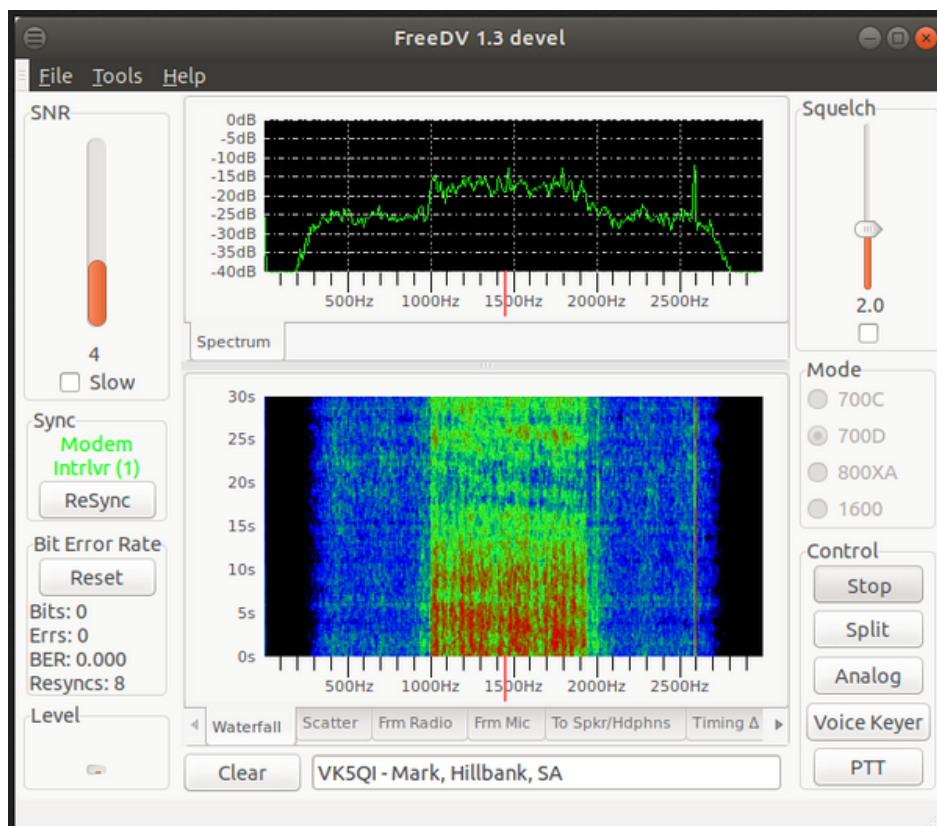 FreeDV 1.3 devel
File Tools Help
SNR
4
Slow
Sync
Modem
Intrlvr (1)
ReSync
Bit Error Rate
Reset
Bits: 0
Errs: 0
BER: 0.000
Resyncs: 8
Level
0dB
-5dB
-10dB
-15dB
-20dB
-25dB
-30dB
-35dB
-40dB
500Hz 1000Hz 1500Hz 2000Hz 2500Hz
Spectrum
30s
25s
20s
15s
10s
5s
0s
500Hz 1000Hz 1500Hz 2000Hz 2500Hz
Waterfall Scatter Frm Radio Frm Mic To Spkr/Hdphns Timing Δ
Clear VK5QI - Mark, Hillbank, SA
Squelch
2.0
Mode
700C
700D
800XA
1600
Control
Stop
Split
Analog
Voice Keyer
PTT